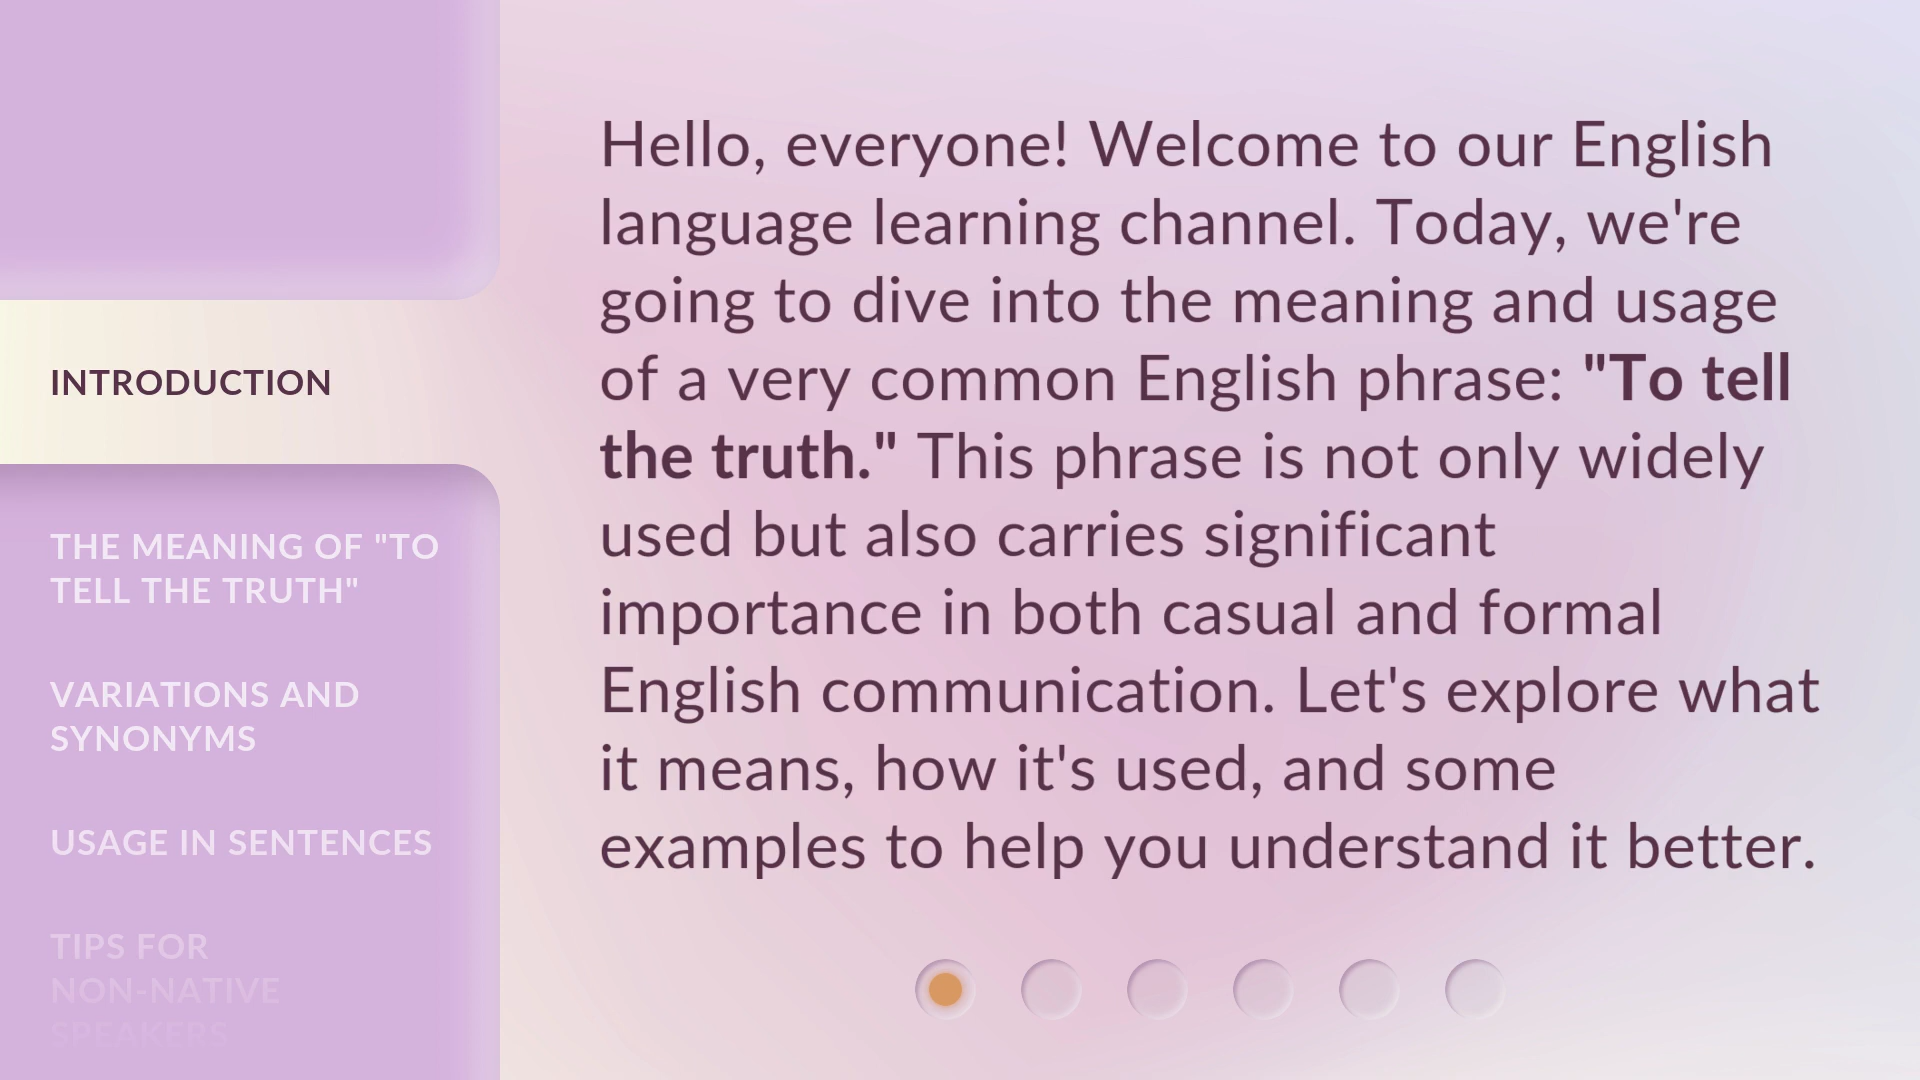 INTRODUCTION
THE MEANING OF "TO
TELL THE TRUTH"
VARIATIONS AND
SYNONYMS
USAGE IN SENTENCES
TIPS FOR
NON-NATIVE
SPEAKERS
Hello, everyone! Welcome to our English
language learning channel. Today, we're
going to dive into the meaning and usage
of a very common English phrase: "To tell
the truth." This phrase is not only widely
used but also carries significant
importance in both casual and formal
English communication. Let's explore what
it means, how it's used, and some
examples to help you understand it better.